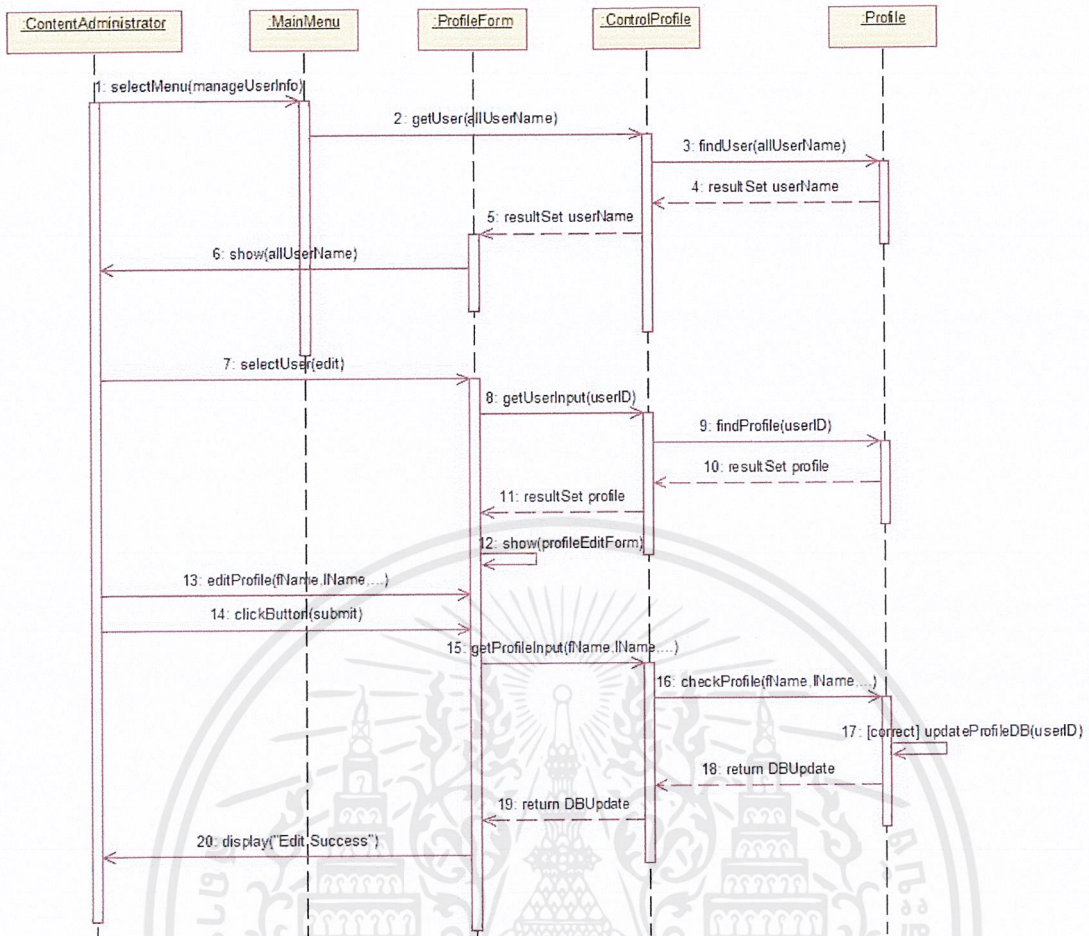 :ContentAdministrator
:MainMenu
:ProfileForm
:ControlProfile
:Profile
1: selectMenu(manageUserInfo)
2: getUser(allUserName)
3: findUser(allUserName)
4: resultSet userName
5: resultSet userName
6: show(allUserName)
7: selectUser(edit)
8: getUserInput(userID)
9: findProfile(userID)
10: resultSet profile
11: resultSet profile
12: show(profileEditForm)
13: editProfile(fName,lName,...)
14: clickButton(submit)
15: getProfileInput(fName,lName,...)
16: checkProfile(fName,lName,...)
17: [correct] updateProfileDB(userID)
18: return DBUpdate
19: return DBUpdate
20: display("Edit Success")